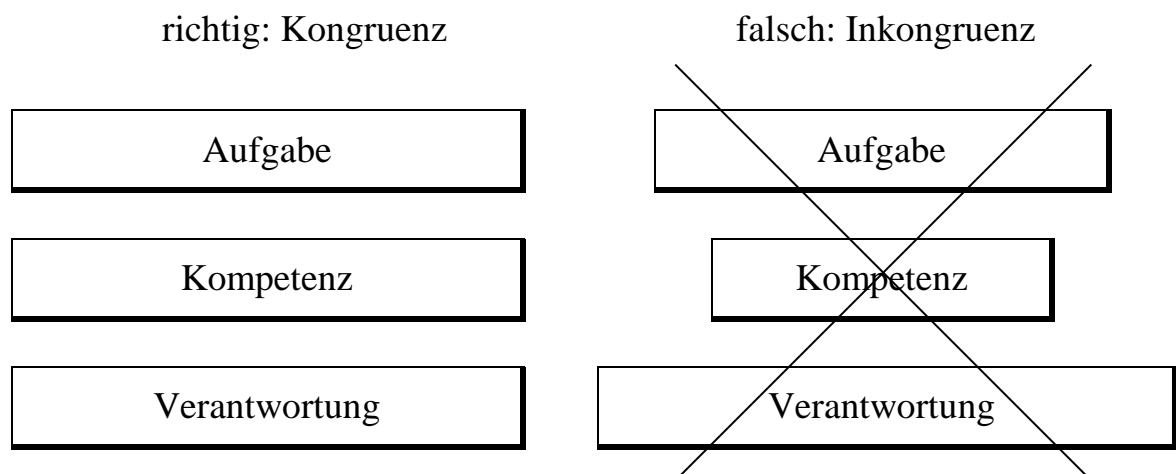 richtig: Kongruenz
falsch: Inkongruenz
Aufgabe
Aufgabe
Kompetenz
Kompetenz
Verantwortung
Verantwortung